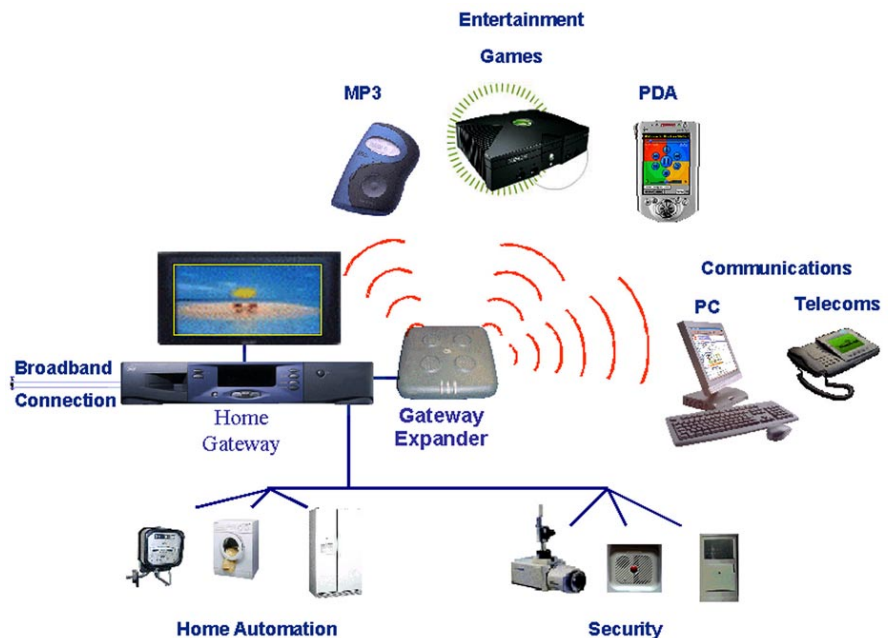 Entertainment
Games
MP3
PDA
Communications
PC
Telecoms
Broadband
Connection
Home
Gateway
Gateway
Expander
Home Automation
Security